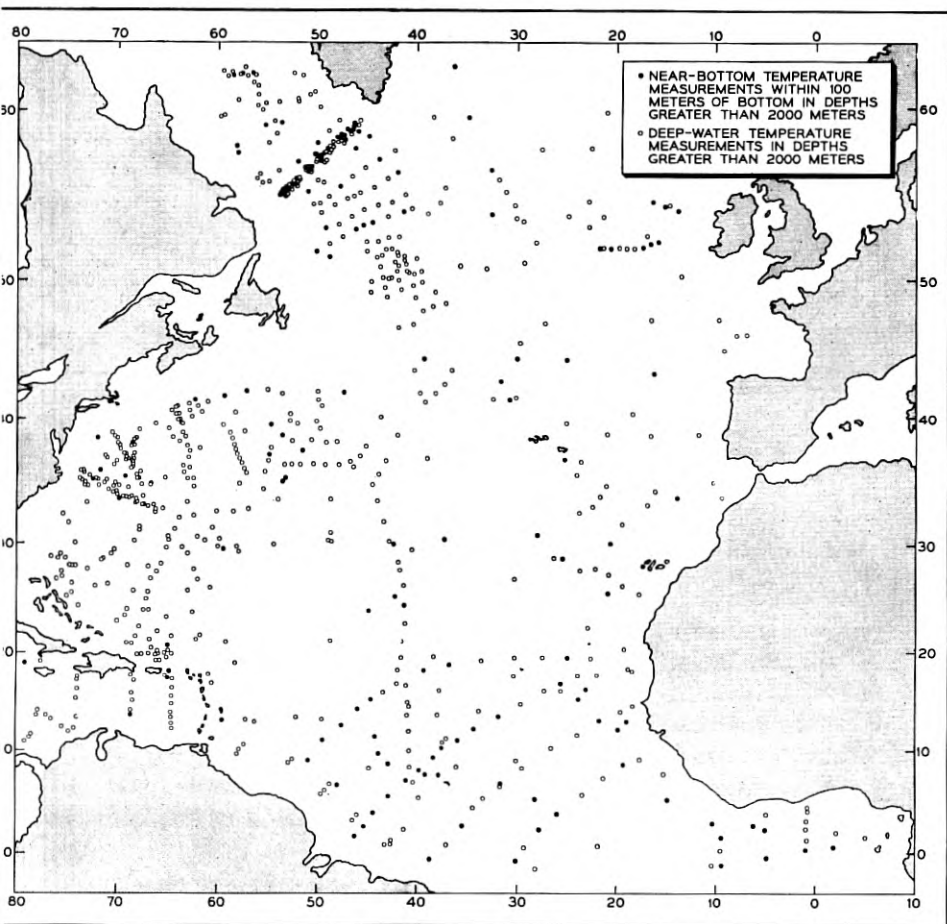 80 70 60 50 40 30 20 10 0
• NEAR-BOTTOM TEMPERATURE
MEASUREMENTS WITHIN 100
METERS OF BOTTOM IN DEPTHS
GREATER THAN 2000 METERS
○ DEEP-WATER TEMPERATURE
MEASUREMENTS IN DEPTHS
GREATER THAN 2000 METERS
60
50
50
40
30
20
10
0
0
80 70 60 50 40 30 20 10 0 10